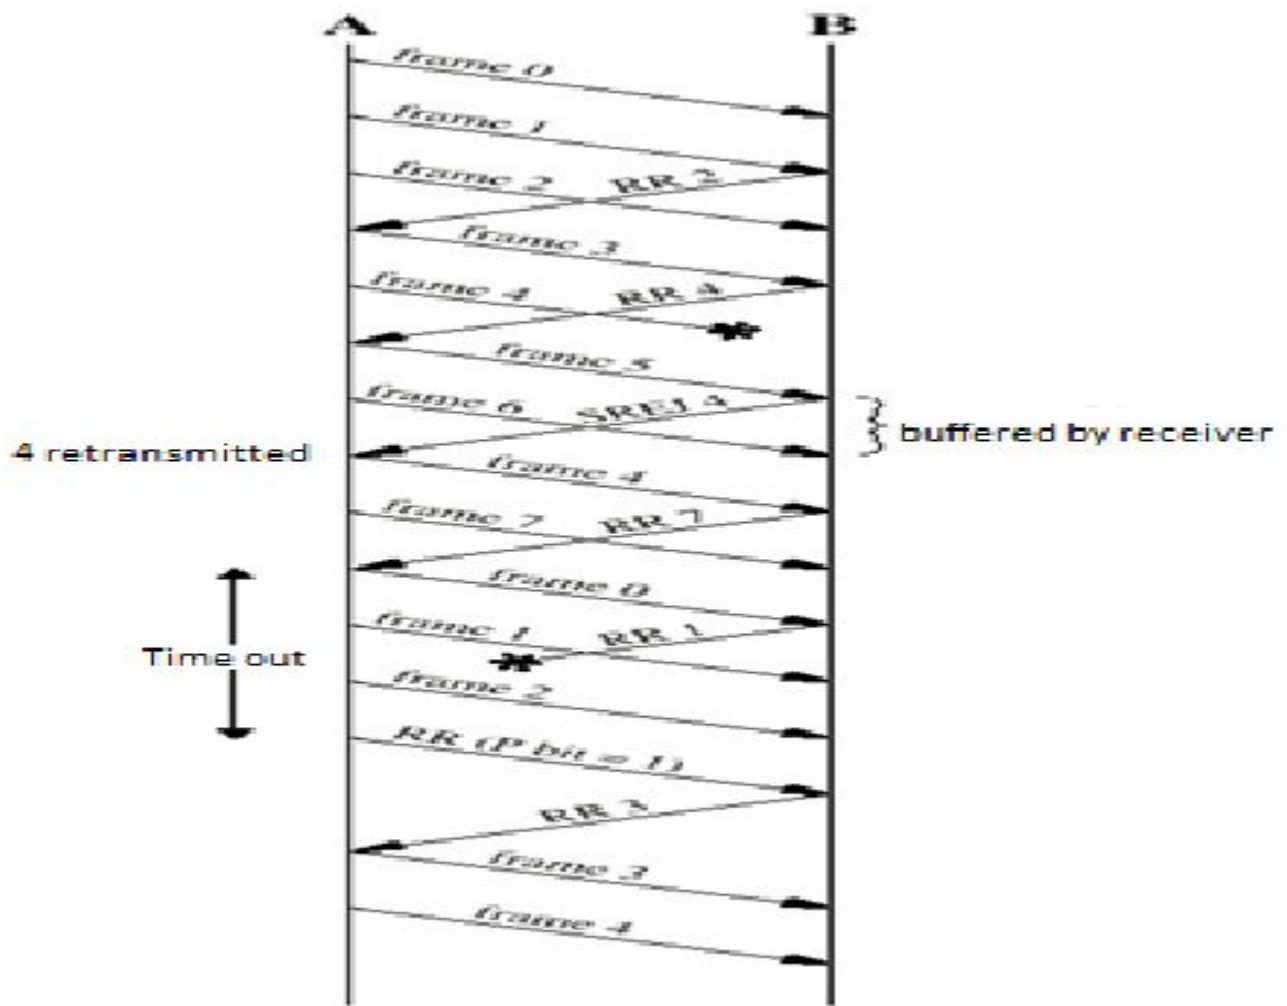 A
B
frame 0
frame 1
frame 2
RR 2
frame 3
frame 4
RR 4
frame 5
frame 6
SREJ 4
buffered by receiver
4 retransmitted
frame 4
frame 7
RR 7
frame 0
frame 1
RR 1
Time out
frame 2
RR (P bit = 1)
RR 3
frame 3
frame 4